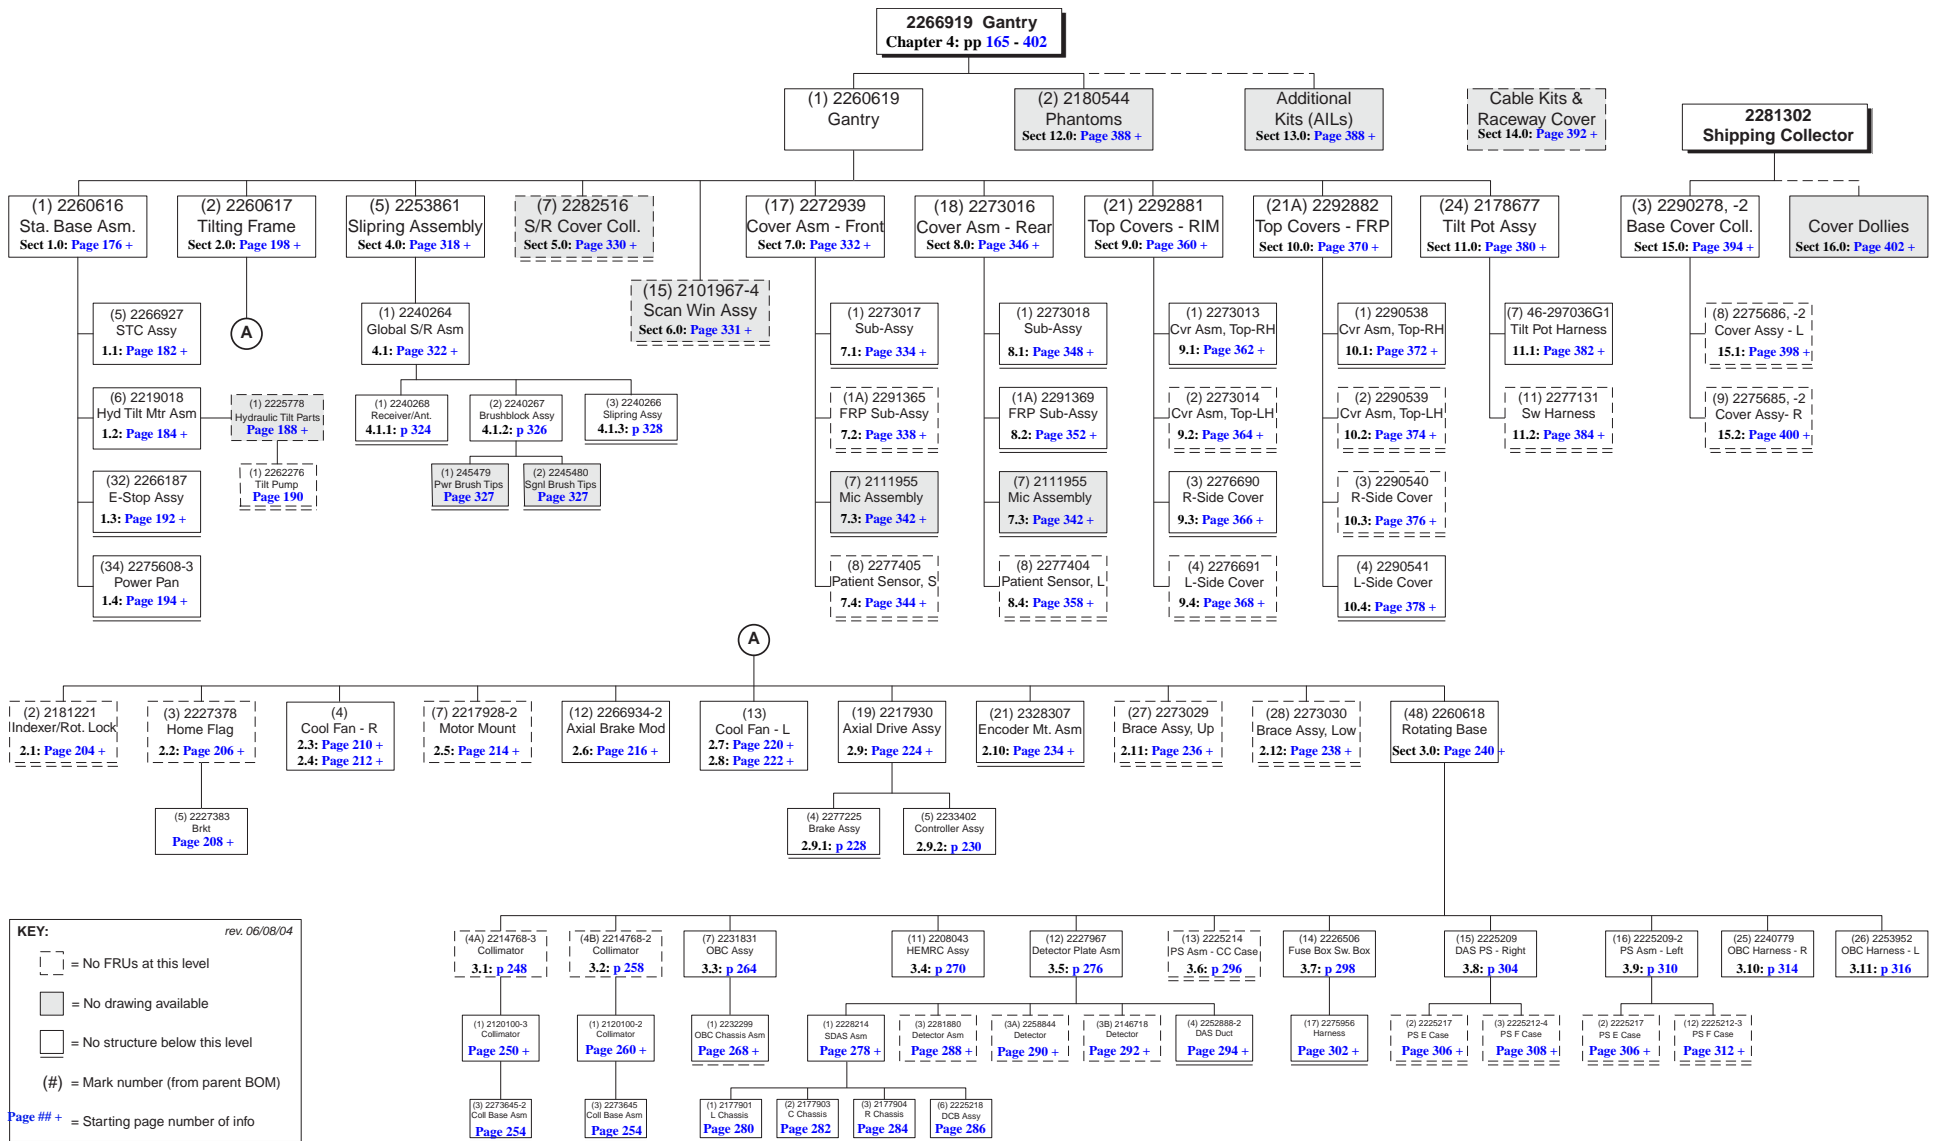 2266919 Gantry
Chapter 4: pp 165 - 402
(1) 2260619
Gantry
(2) 2180544
Phantoms
Sect 12.0: Page 388 +
Additional
Kits (AILs)
Sect 13.0: Page 388 +
Cable Kits &
Raceway Cover
Sect 14.0: Page 392 +
2281302
Shipping Collector
(1) 2260616
Sta. Base Asm.
Sect 1.0: Page 176 +
(2) 2260617
Tilting Frame
Sect 2.0: Page 198 +
(5) 2253861
Slipring Assembly
Sect 4.0: Page 318 +
(7) 2282516
S/R Cover Coll.
Sect 5.0: Page 330 +
(15) 2101967-4
Scan Win Assy
Sect 6.0: Page 331 +
(17) 2272939
Cover Asm - Front
Sect 7.0: Page 332 +
(18) 2273016
Cover Asm - Rear
Sect 8.0: Page 346 +
(21) 2292881
Top Covers - RIM
Sect 9.0: Page 360 +
(21A) 2292882
Top Covers - FRP
Sect 10.0: Page 370 +
(24) 2178677
Tilt Pot Assy
Sect 11.0: Page 380 +
(3) 2290278, -2
Base Cover Coll.
Sect 15.0: Page 394 +
Cover Dollies
Sect 16.0: Page 402 +
(5) 2266927
STC Assy
1.1: Page 182 +
A
(1) 2240264
Global S/R Asm
4.1: Page 322 +
(1) 2273017
Sub-Assy
7.1: Page 334 +
(1) 2273018
Sub-Assy
8.1: Page 348 +
(1) 2273013
Cvr Asm, Top-RH
9.1: Page 362 +
(1) 2290538
Cvr Asm, Top-RH
10.1: Page 372 +
(7) 46-297036G1
Tilt Pot Harness
11.1: Page 382 +
(8) 2275686, -2
Cover Assy - L
15.1: Page 398 +
(6) 2219018
Hyd Tilt Mtr Asm
1.2: Page 184 +
(1) 2225778
Hydraulic Tilt Parts
Page 188 +
(1) 2240268
Receiver/Ant.
4.1.1: p 324
(2) 2240267
Brushblock Assy
4.1.2: p 326
(3) 2240266
Slipring Assy
4.1.3: p 328
(1A) 2291365
FRP Sub-Assy
7.2: Page 338 +
(1A) 2291369
FRP Sub-Assy
8.2: Page 352 +
(2) 2273014
Cvr Asm, Top-LH
9.2: Page 364 +
(2) 2290539
Cvr Asm, Top-LH
10.2: Page 374 +
(11) 2277131
Sw Harness
11.2: Page 384 +
(9) 2275685, -2
Cover Assy- R
15.2: Page 400 +
(32) 2266187
E-Stop Assy
1.3: Page 192 +
(1) 2262276
Tilt Pump
Page 190
(1) 245479
Pwr Brush Tips
Page 327
(2) 2245480
Sgnl Brush Tips
Page 327
(7) 2111955
Mic Assembly
7.3: Page 342 +
(7) 2111955
Mic Assembly
7.3: Page 342 +
(3) 2276690
R-Side Cover
9.3: Page 366 +
(3) 2290540
R-Side Cover
10.3: Page 376 +
(34) 2275608-3
Power Pan
1.4: Page 194 +
(8) 2277405
Patient Sensor, S
7.4: Page 344 +
(8) 2277404
Patient Sensor, L
8.4: Page 358 +
(4) 2276691
L-Side Cover
9.4: Page 368 +
(4) 2290541
L-Side Cover
10.4: Page 378 +
A
(2) 2181221
Indexer/Rot. Lock
2.1: Page 204 +
(3) 2227378
Home Flag
2.2: Page 206 +
(4)
Cool Fan - R
2.3: Page 210 +
2.4: Page 212 +
(7) 2217928-2
Motor Mount
2.5: Page 214 +
(12) 2266934-2
Axial Brake Mod
2.6: Page 216 +
(13)
Cool Fan - L
2.7: Page 220 +
2.8: Page 222 +
(19) 2217930
Axial Drive Assy
2.9: Page 224 +
(21) 2328307
Encoder Mt. Asm
2.10: Page 234 +
(27) 2273029
Brace Assy, Up
2.11: Page 236 +
(28) 2273030
Brace Assy, Low
2.12: Page 238 +
(48) 2260618
Rotating Base
Sect 3.0: Page 240 +
(5) 2227383
Brkt
Page 208 +
(4) 2277225
Brake Assy
2.9.1: p 228
(5) 2233402
Controller Assy
2.9.2: p 230
KEY: rev. 06/08/04
= No FRUs at this level
= No drawing available
= No structure below this level
(#) = Mark number (from parent BOM)
Page ## + = Starting page number of info
(4A) 2214768-3
Collimator
3.1: p 248
(4B) 2214768-2
Collimator
3.2: p 258
(7) 2231831
OBC Assy
3.3: p 264
(11) 2208043
HEMRC Assy
3.4: p 270
(12) 2227967
Detector Plate Asm
3.5: p 276
(13) 2225214
PS Asm - CC Case
3.6: p 296
(14) 2226506
Fuse Box Sw. Box
3.7: p 298
(15) 2225209
DAS PS - Right
3.8: p 304
(16) 2225209-2
PS Asm - Left
3.9: p 310
(25) 2240779
OBC Harness - R
3.10: p 314
(26) 2253952
OBC Harness - L
3.11: p 316
(1) 2120100-3
Collimator
Page 250 +
(1) 2120100-2
Collimator
Page 260 +
(1) 2232299
OBC Chassis Asm
Page 268 +
(1) 2228214
SDAS Asm
Page 278 +
(3) 2281880
Detector Asm
Page 288 +
(3A) 2258844
Detector
Page 290 +
(3B) 2146718
Detector
Page 292 +
(4) 2252888-2
DAS Duct
Page 294 +
(17) 2275956
Harness
Page 302 +
(2) 2225217
PS E Case
Page 306 +
(3) 2225212-4
PS F Case
Page 308 +
(2) 2225217
PS E Case
Page 306 +
(12) 2225212-3
PS F Case
Page 312 +
(3) 2273645-2
Coll Base Asm
Page 254
(3) 2273645
Coll Base Asm
Page 254
(1) 2177901
L Chassis
Page 280
(2) 2177903
C Chassis
Page 282
(3) 2177904
R Chassis
Page 284
(6) 2225218
DCB Assy
Page 286